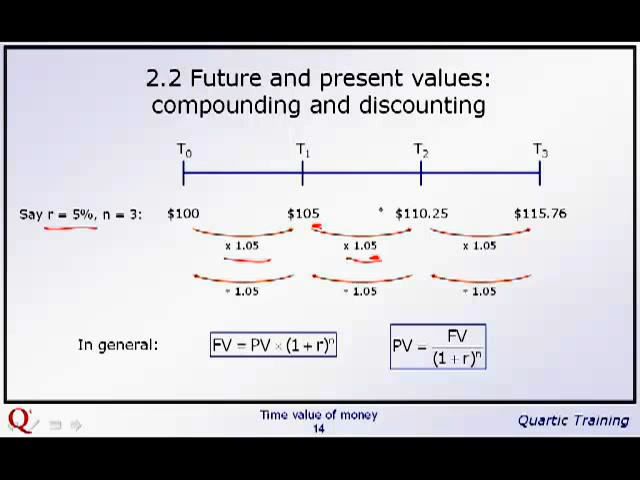 2.2 Future and present values:
compounding and discounting
T0 T1 T2 T3
Say r = 5%, n = 3: $100 $105 $110.25 $115.76
x 1.05 x 1.05 x 1.05
÷ 1.05 ÷ 1.05 ÷ 1.05
In general: FV = PV × (1 + r)^n PV = FV / (1 + r)^n
Q Time value of money Quartic Training
14